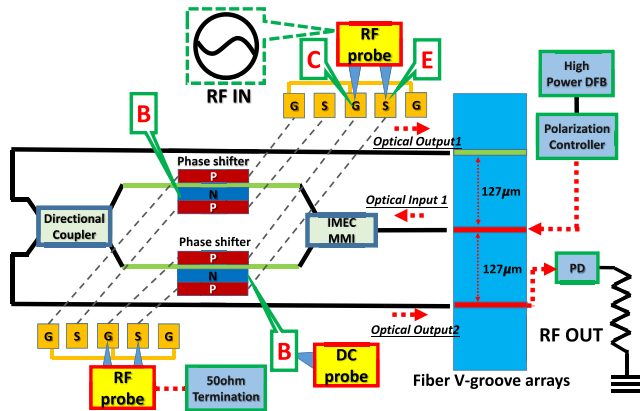 RF IN
RF
probe
C
E
G
S
G
S
G
High
Power DFB
Polarization
Controller
Optical Output1
B
Phase shifter
P
N
P
127μm
Optical Input 1
Directional
Coupler
IMEC
MMI
Phase shifter
P
N
P
127μm
PD
Optical Output2
RF OUT
G
S
G
S
G
B
DC
probe
RF
probe
50ohm
Termination
Fiber V-groove arrays